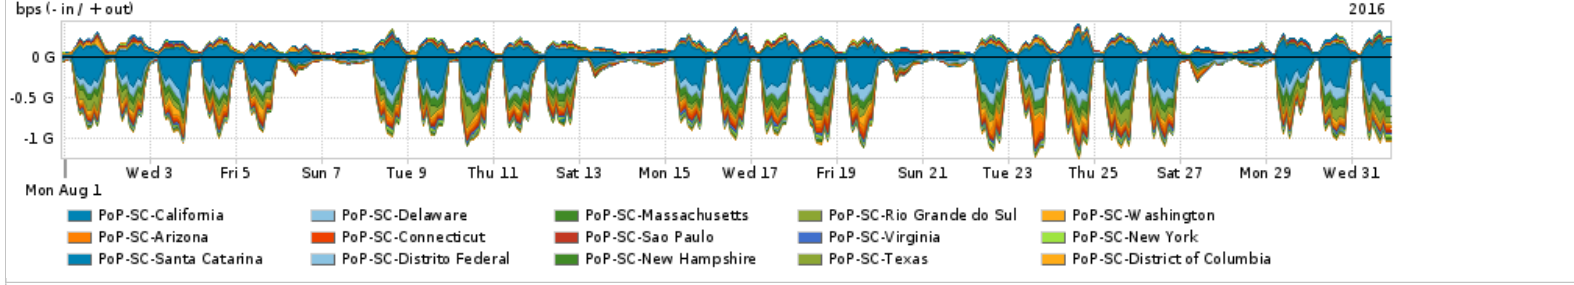 bps (- in / + out) 2016
0 G
-0.5 G
-1 G
Wed 3 Fri 5 Sun 7 Tue 9 Thu 11 Sat 13 Mon 15 Wed 17 Fri 19 Sun 21 Tue 23 Thu 25 Sat 27 Mon 29 Wed 31
Mon Aug 1
PoP-SC-California PoP-SC-Delaware PoP-SC-Massachusetts PoP-SC-Rio Grande do Sul PoP-SC-Washington
PoP-SC-Arizona PoP-SC-Connecticut PoP-SC-Sao Paulo PoP-SC-Virginia PoP-SC-New York
PoP-SC-Santa Catarina PoP-SC-Distrito Federal PoP-SC-New Hampshire PoP-SC-Texas PoP-SC-District of Columbia